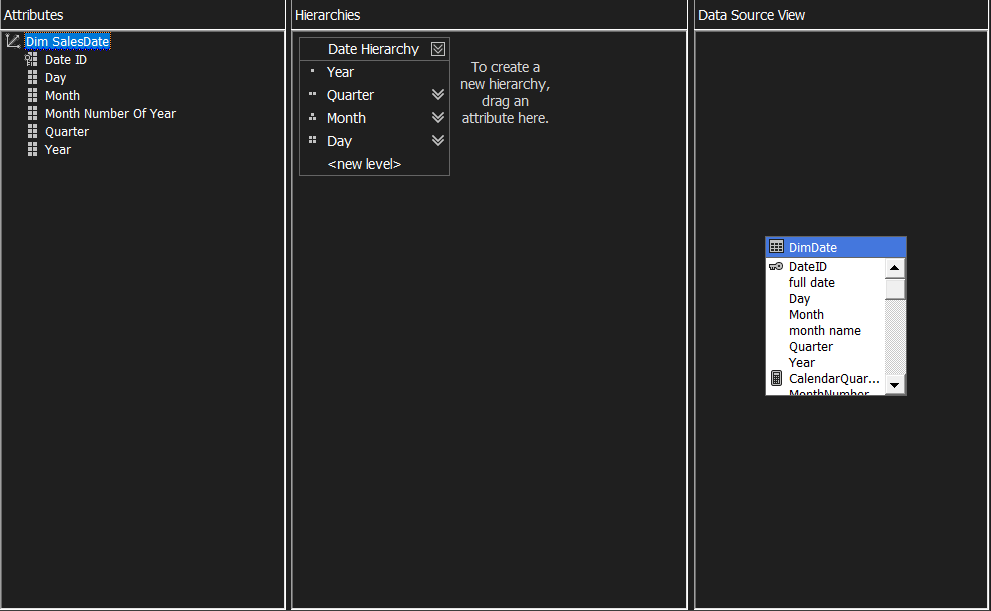 Attributes
Dim SalesDate
Date ID
Day
Month
Month Number Of Year
Quarter
Year
Hierarchies
Date Hierarchy
Year
Quarter
Month
Day
<new level>
To create a
new hierarchy,
drag an
attribute here.
Data Source View
DimDate
DateID
full date
Day
Month
month name
Quarter
Year
CalendarQuar...
MonthNumber